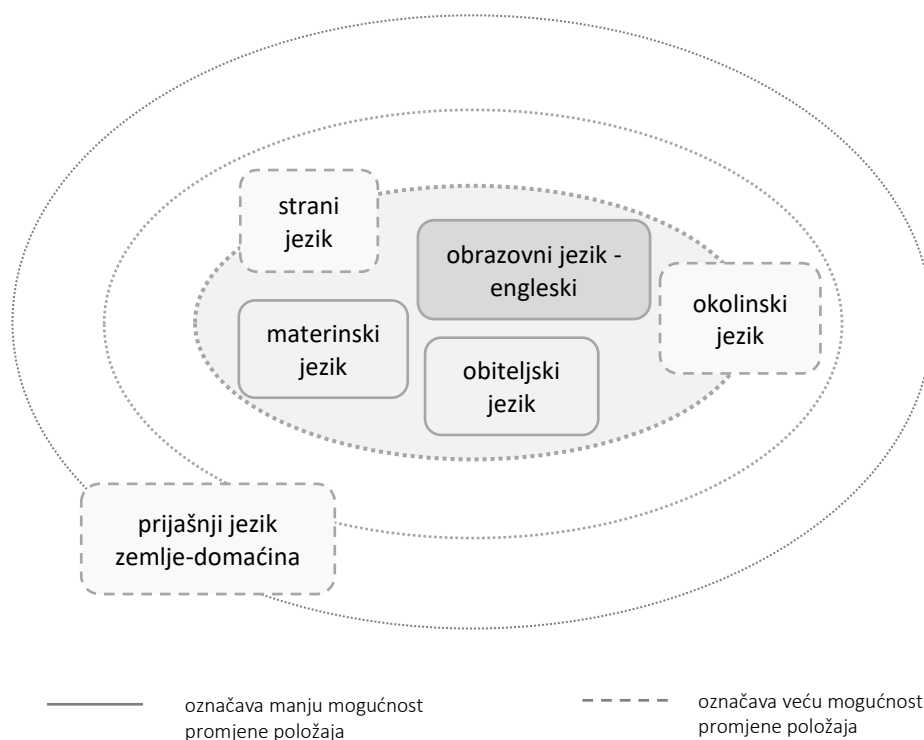 strani
jezik
obrazovni jezik -
engleski
okolinski
jezik
materinski
jezik
obiteljski
jezik
prijašnji jezik
zemlje-domaćina
označava manju mogućnost
promjene položaja
označava veću mogućnost
promjene položaja